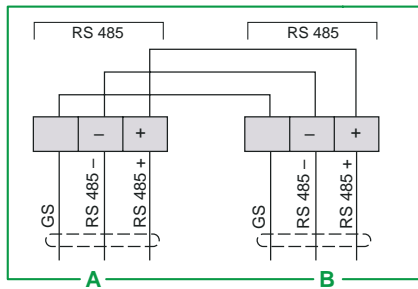 RS 485 RS 485
– + – +
GS RS 485 – RS 485 + GS RS 485 – RS 485 +
A B